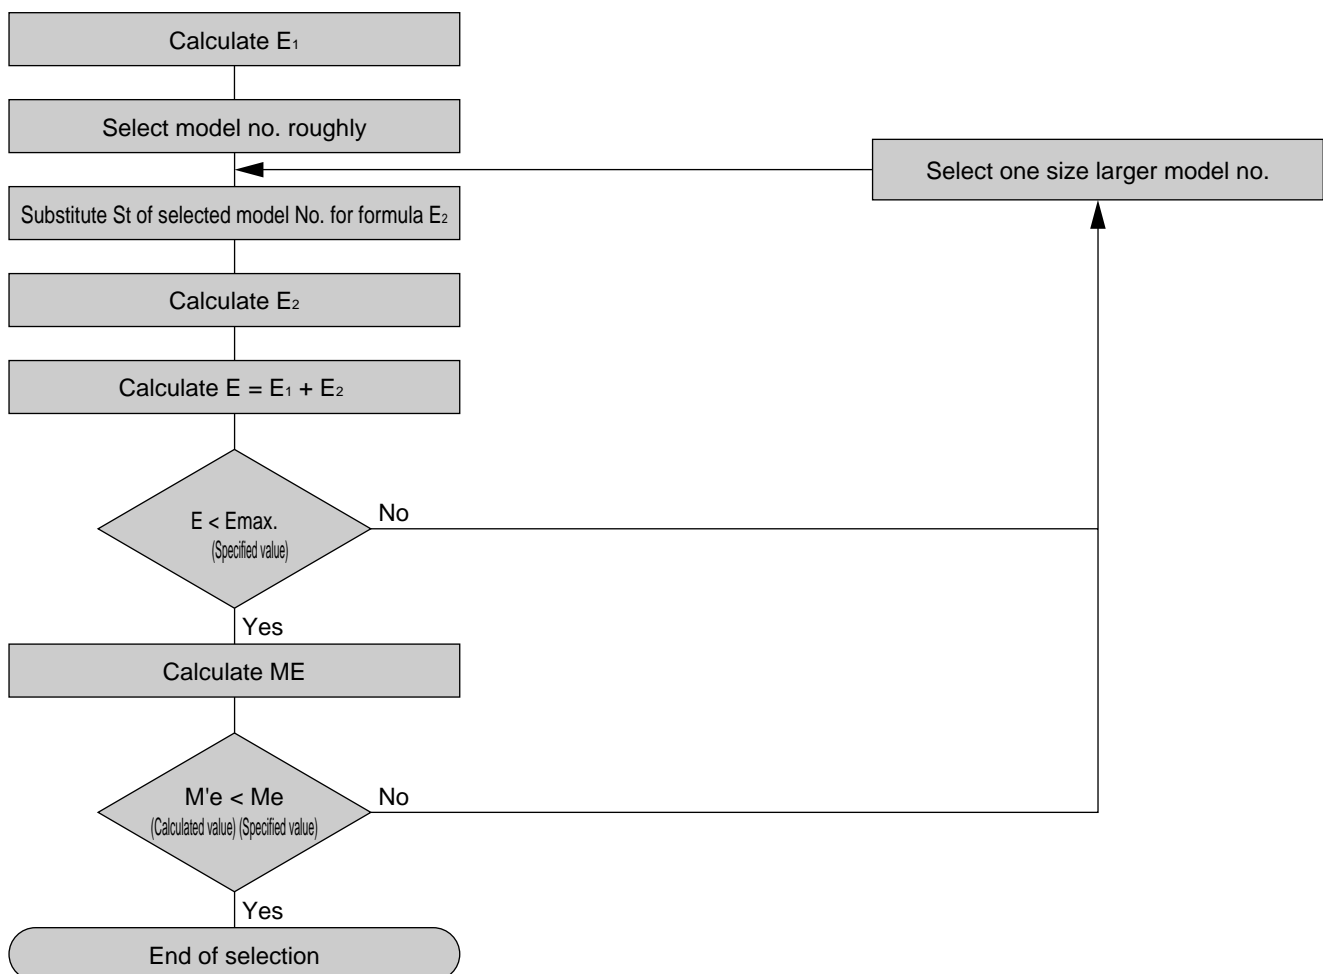 Calculate E₁
Select model no. roughly
Select one size larger model no.
Substitute St of selected model No. for formula E₂
Calculate E₂
Calculate E = E₁ + E₂
E < Emax.
(Specified value)
No
Yes
Calculate ME
M'e < Me
(Calculated value) (Specified value)
No
Yes
End of selection